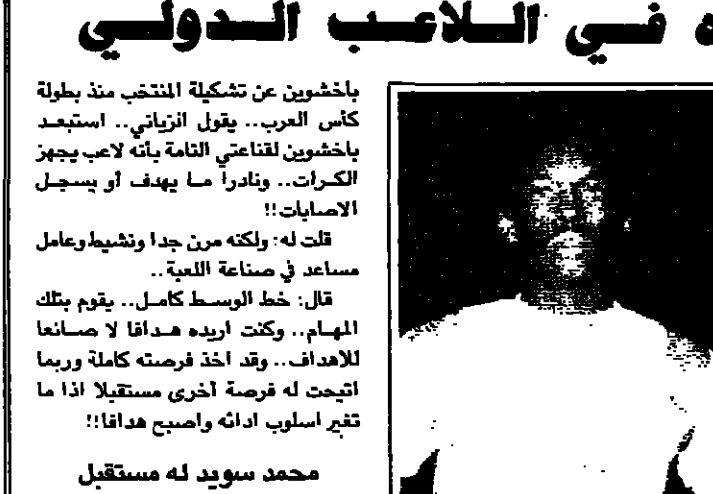 ه في اللاعب الدولي
باخشوين عن تشكيلة المنتخب منذ بطولة
كأس العرب.. يقول الزياني.. استبعد
باخشوين لقناعتي التامة بأنه لاعب يجهز
الكرات.. ونادرا ما يهدف أو يسجل
الاصابات!!
قلت له: ولكنه مرن جدا ونشيط وعامل
مساعد في صناعة اللعبة..
قال: خط الوسط كامل.. يقوم بتلك
المهام.. وكنت اريده هدافا لا صانعا
للاهداف.. وقد اخذ فرصته كاملة وربما
اتيحت له فرصة أخرى مستقبلا اذا ما
تغير اسلوب ادائه واصبح هدافا!!
محمد سويد له مستقبل